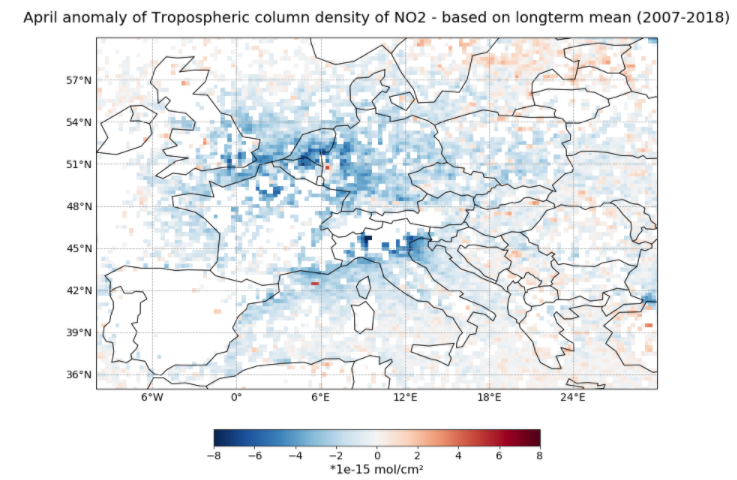 April anomaly of Tropospheric column density of NO2 - based on longterm mean (2007-2018)
57°N
54°N
51°N
48°N
45°N
42°N
39°N
36°N
6°W 0° 6°E 12°E 18°E 24°E
−8 −6 −4 −2 0 2 4 6 8
*1e-15 mol/cm²